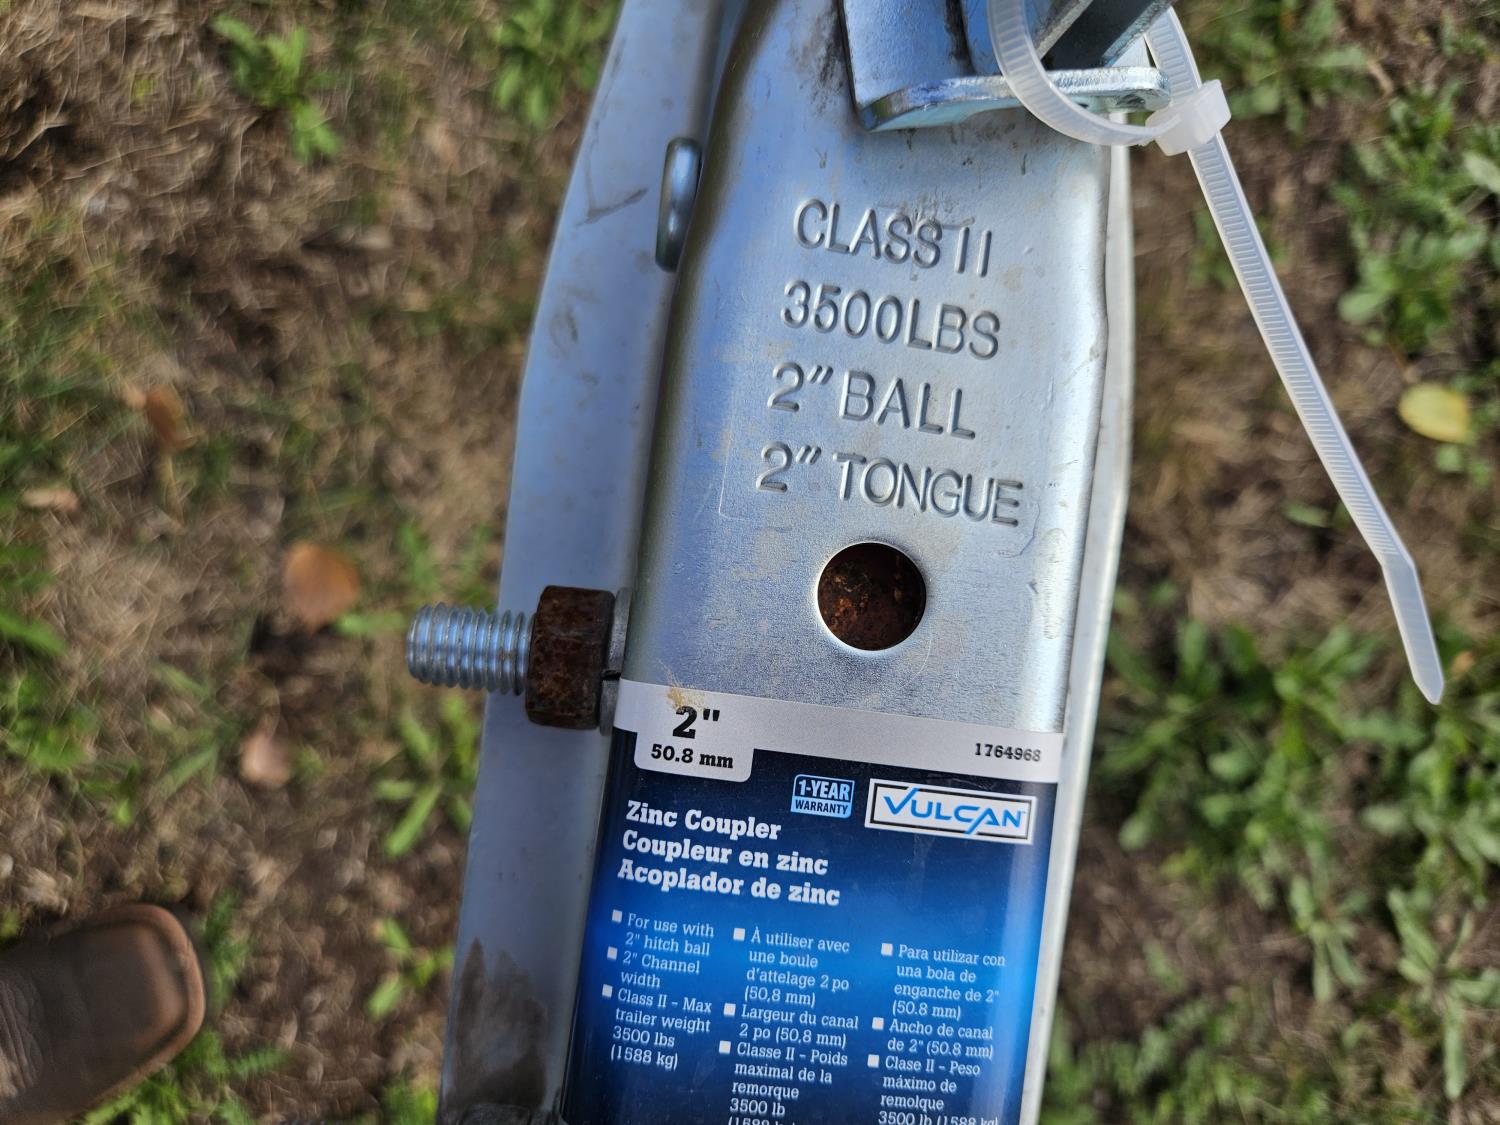 CLASS II
3500LBS
2" BALL
2" TONGUE
2"
50.8 mm
1764968
1-YEAR
WARRANTY
VULCAN
Zinc Coupler
Coupleur en zinc
Acoplador de zinc
For use with
2" hitch ball
2" Channel
width
Class II - Max
trailer weight
3500 lbs
(1588 kg)
À utiliser avec
une boule
d'attelage 2 po
(50,8 mm)
Largeur du canal
2 po (50,8 mm)
Classe II - Poids
maximal de la
remorque
3500 lb
Para utilizar con
una bola de
enganche de 2"
(50.8 mm)
Ancho de canal
de 2" (50.8 mm)
Clase II - Peso
máximo de
remolque
3500 lb (1588 kg)